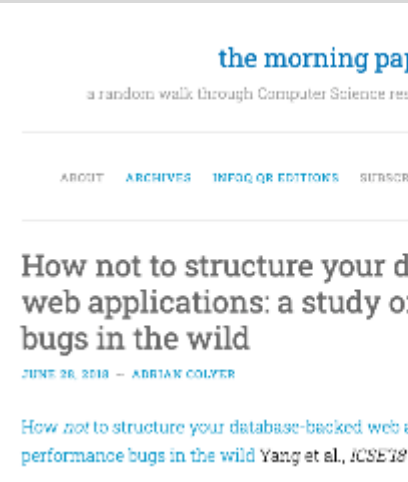 the morning pap
a random walk through Computer Science res
ABOUT ARCHIVES INFOQ QR EDITIONS SUBSCR
How not to structure your d
web applications: a study o
bugs in the wild
JUNE 28, 2018 ~ ADRIAN COLYER
How not to structure your database-backed web a
performance bugs in the wild Yang et al., ICSE'18